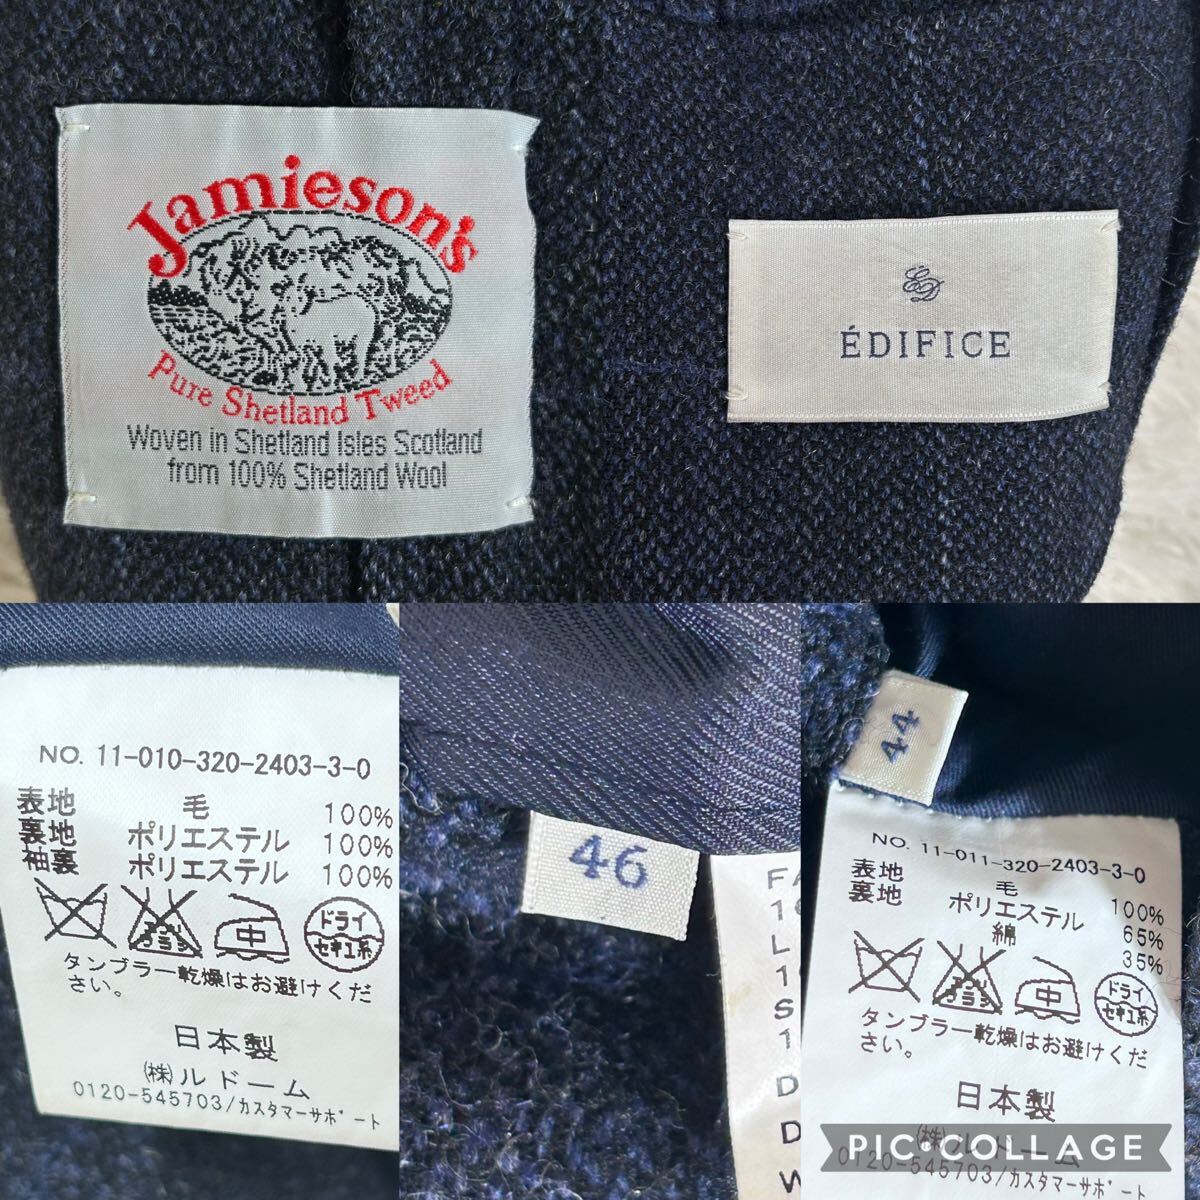 Jamieson's
Pure Shetland Tweed
Woven in Shetland Isles Scotland
from 100% Shetland Wool
ÉDIFICE
NO. 11-010-320-2403-3-0
表地 毛 100%
裏地 ポリエステル 100%
袖裏 ポリエステル 100%
中
ドライ
セキユ系
タンブラー乾燥はお避けくだ
さい。
日本製
㈱ルドーム
0120-545703/カスタマーサポート
46
44
NO. 11-011-320-2403-3-0
表地 毛 100%
裏地 ポリエステル 65%
綿 35%
中
ドライ
セキユ系
タンブラー乾燥はお避けくだ
さい。
日本製
㈱ルドーム
0120-545703/カスタマーサポート
PIC•COLLAGE